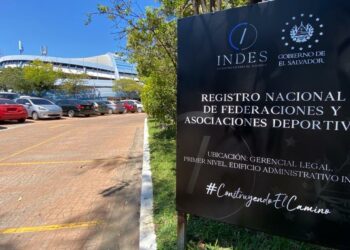 INDES
GOBIERNO DE
EL SALVADOR
REGISTRO NACIONAL
DE FEDERACIONES Y
ASOCIACIONES DEPORTIV
UBICACIÓN: GERENCIAL LEGAL,
PRIMER NIVEL, EDIFICIO ADMINISTRATIVO IN
#ConstruyendoElCamino